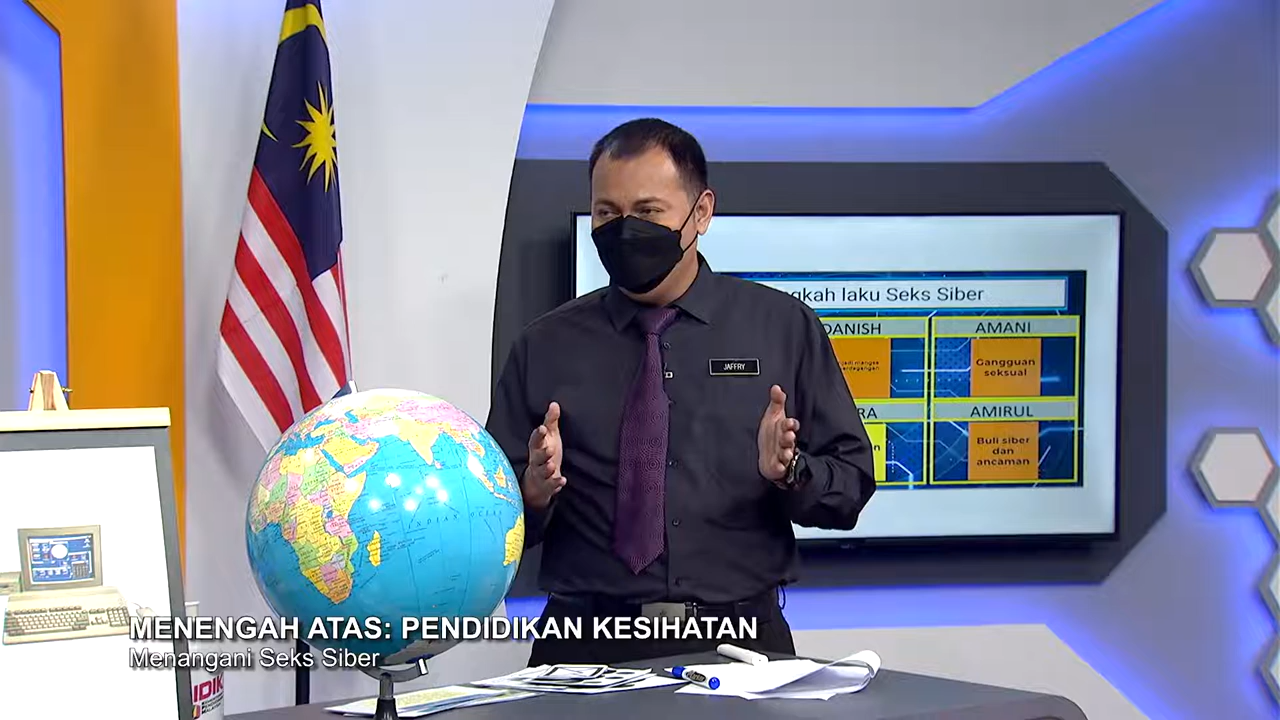 gkah laku Seks Siber
DANISH
AMANI
Gangguan
seksual
RA
AMIRUL
Buli siber
dan
ancaman
JAFFRY
INDIAN OCEAN
MENENGAH ATAS: PENDIDIKAN KESIHATAN
Menangani Seks Siber
IDIK